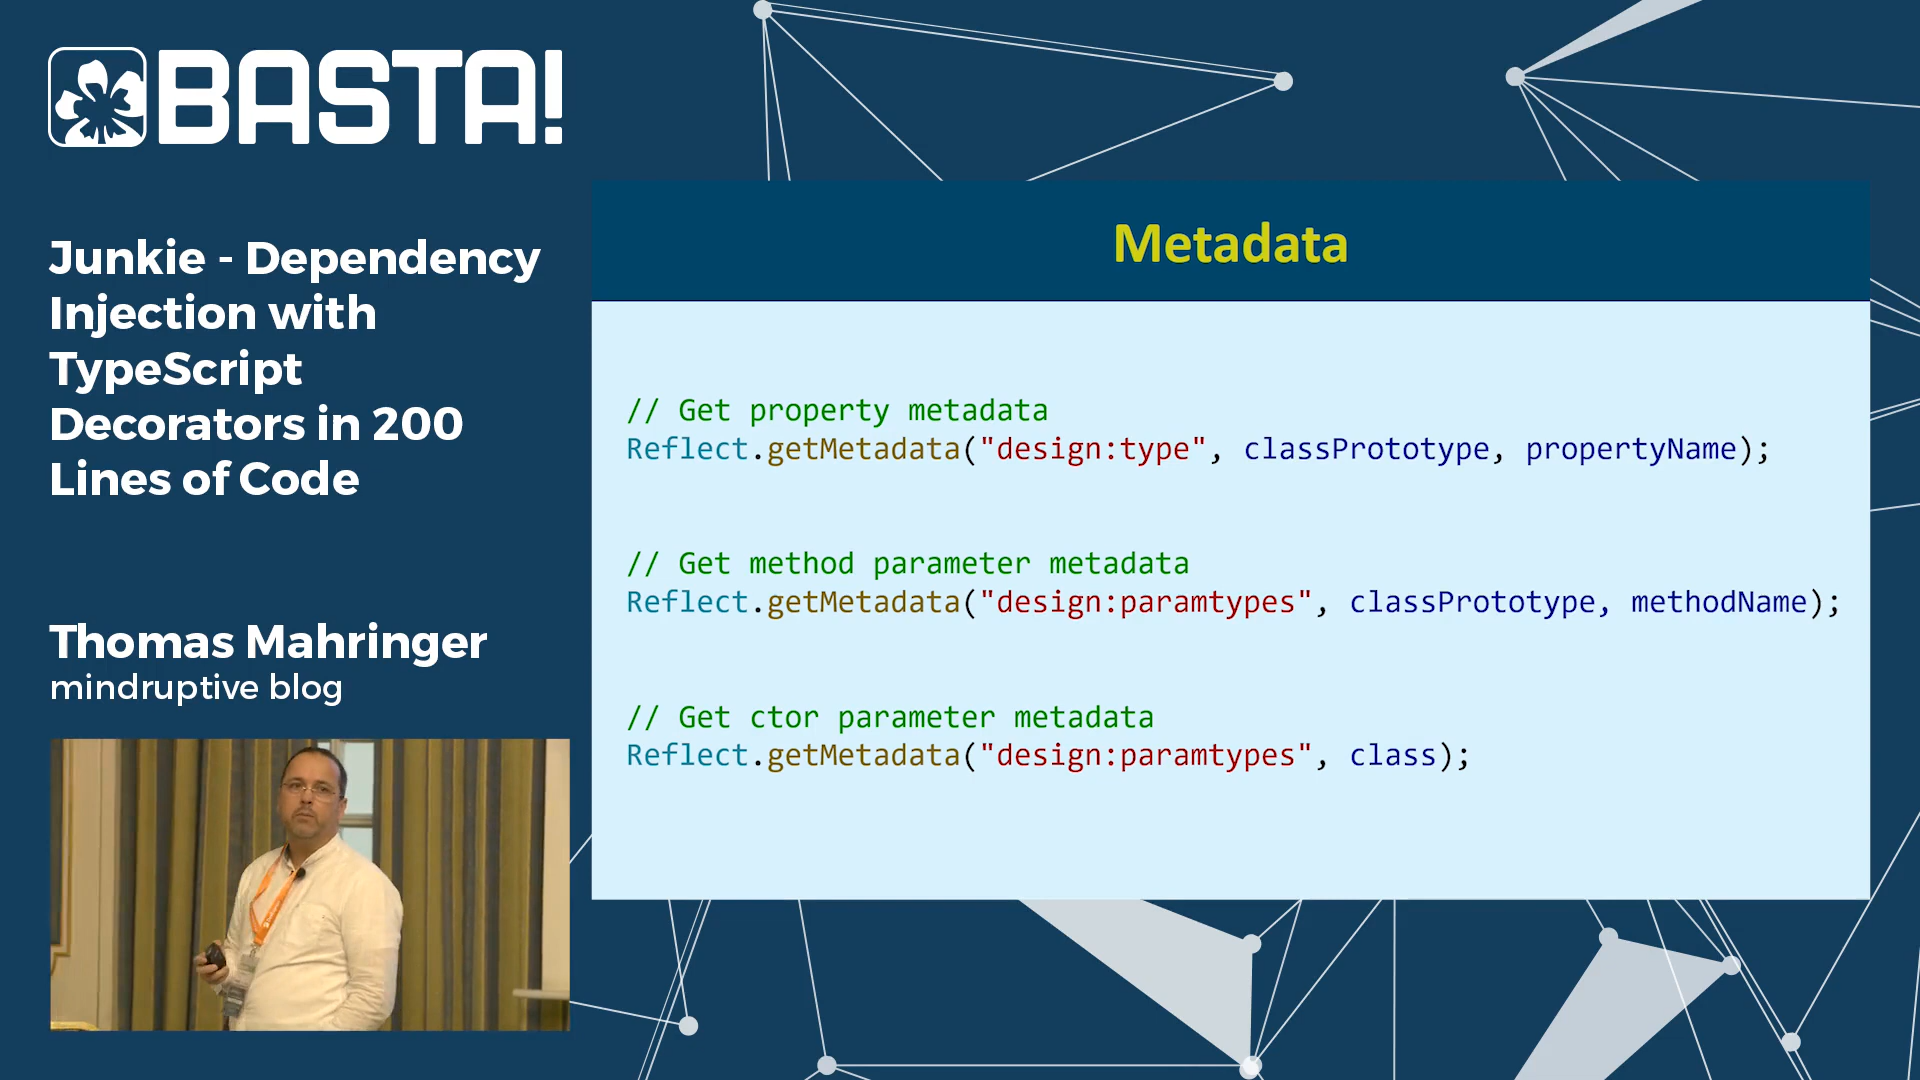 BASTA!
Junkie - Dependency
Injection with
TypeScript
Decorators in 200
Lines of Code
Thomas Mahringer
mindruptive blog
Metadata
// Get property metadata
Reflect.getMetadata("design:type", classPrototype, propertyName);
// Get method parameter metadata
Reflect.getMetadata("design:paramtypes", classPrototype, methodName);
// Get ctor parameter metadata
Reflect.getMetadata("design:paramtypes", class);